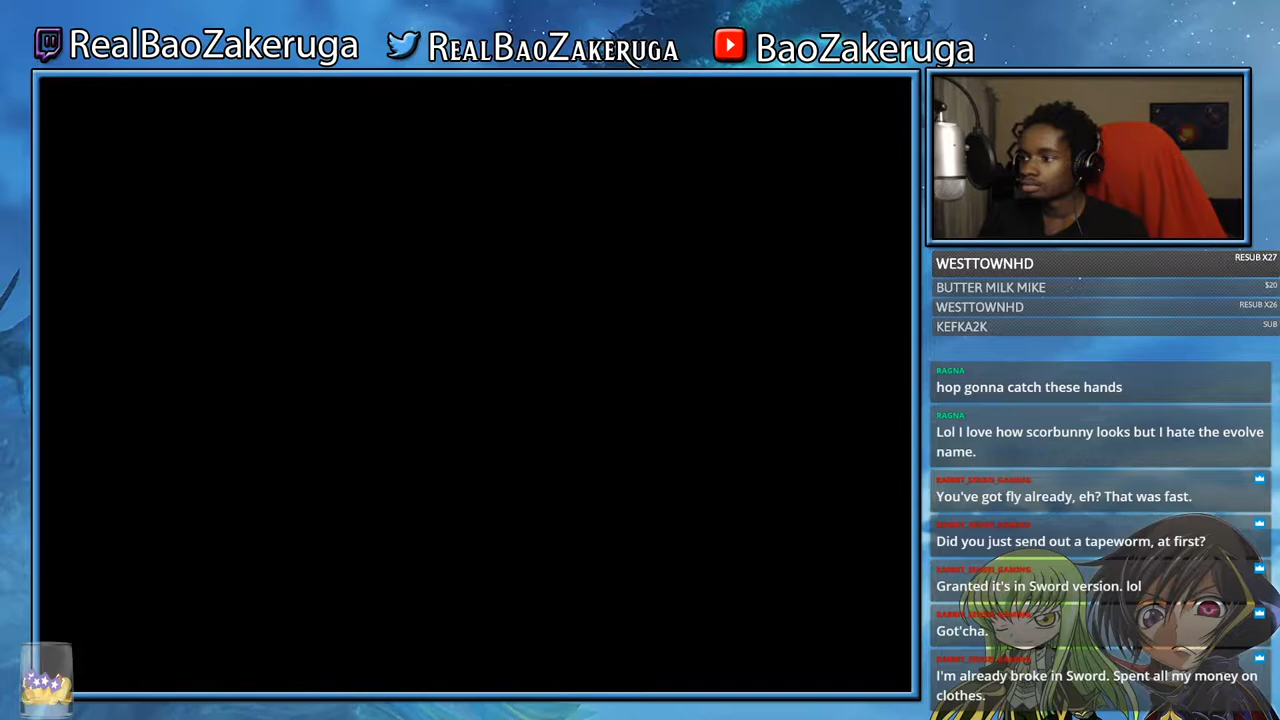 RealBaoZakeruga RealBaoZakeruga BaoZakeruga
WESTTOWNHD RESUB X27
BUTTER MILK MIKE $20
WESTTOWNHD RESUB X26
KEFKA2K SUB
RAGNA
hop gonna catch these hands
RAGNA
Lol I love how scorbunny looks but I hate the evolve
name.
You've got fly already, eh? That was fast.
Did you just send out a tapeworm, at first?
Granted it's in Sword version. lol
Got'cha.
I'm already broke in Sword. Spent all my money on
clothes.